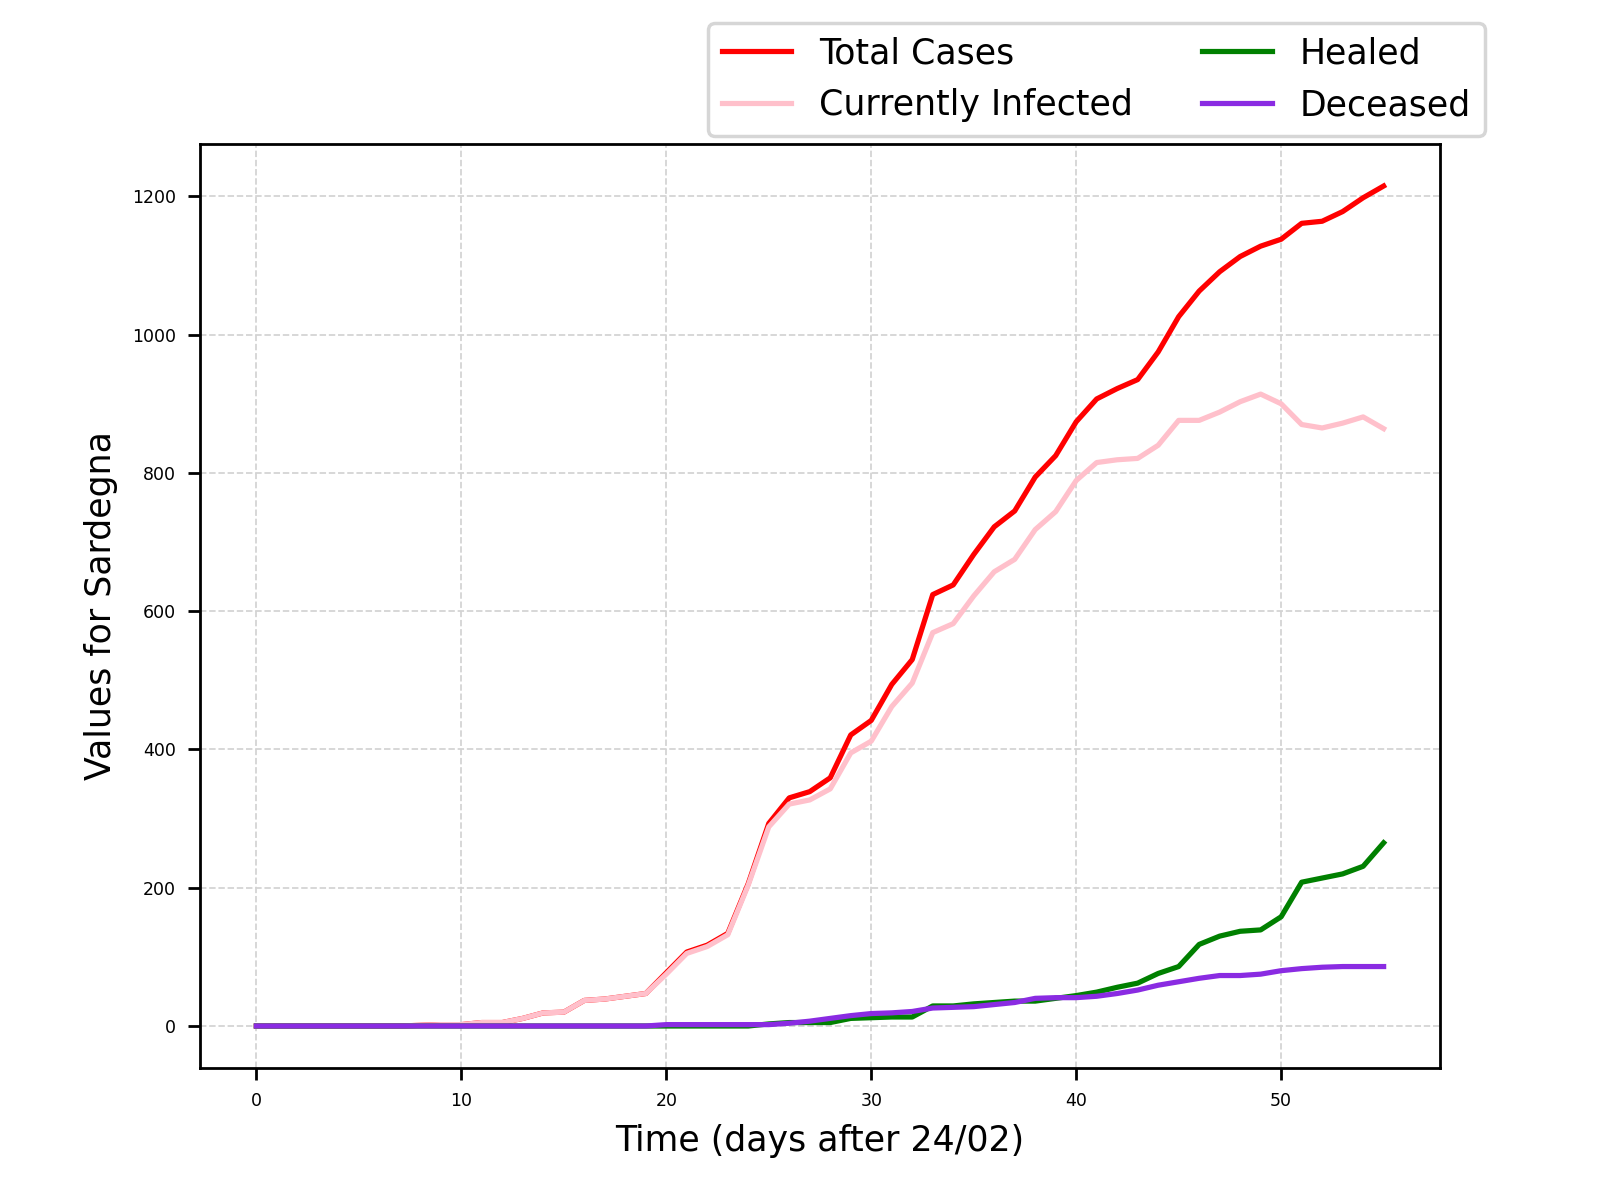 Total Cases
Currently Infected
Healed
Deceased
1200
1000
800
600
400
200
0
Values for Sardegna
0 10 20 30 40 50
Time (days after 24/02)